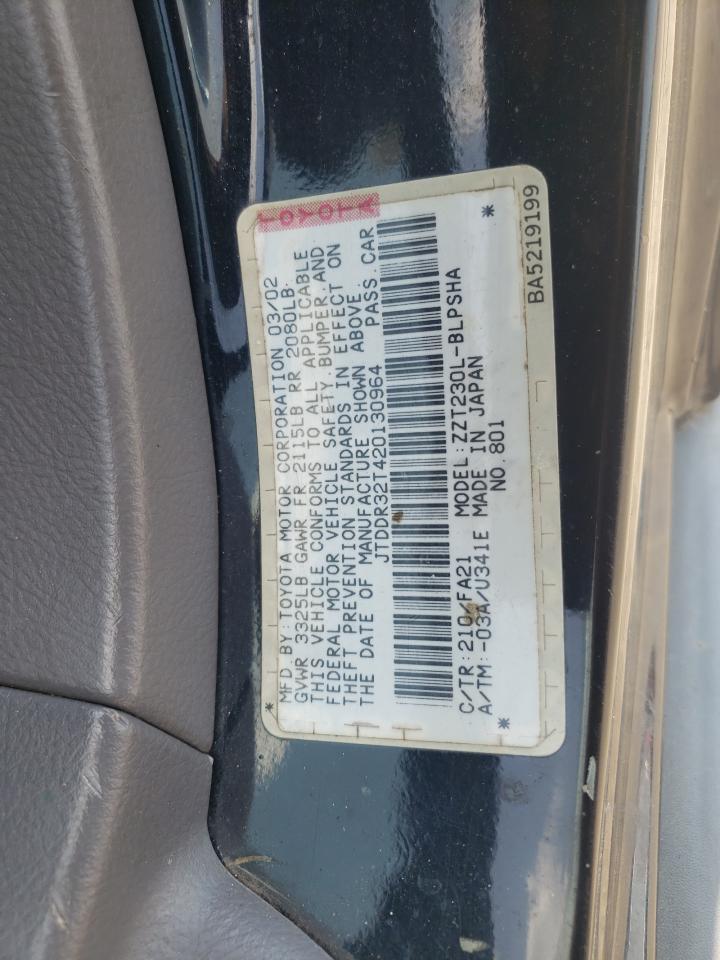 TOYOTA
MFD. BY: TOYOTA MOTOR CORPORATION 03/02
GVWR 3325LB GAWR FR 2115LB RR 2080LB.
THIS VEHICLE CONFORMS TO ALL APPLICABLE
FEDERAL MOTOR VEHICLE SAFETY, BUMPER, AND
THEFT PREVENTION STANDARDS IN EFFECT ON
THE DATE OF MANUFACTURE SHOWN ABOVE.
JTDDR32T420130964 PASS. CAR
C/TR: 210/FA21 MODEL: ZZT230L-BLPSHA
A/TM: -03A/U341E MADE IN JAPAN
NO. 801
BA5219199